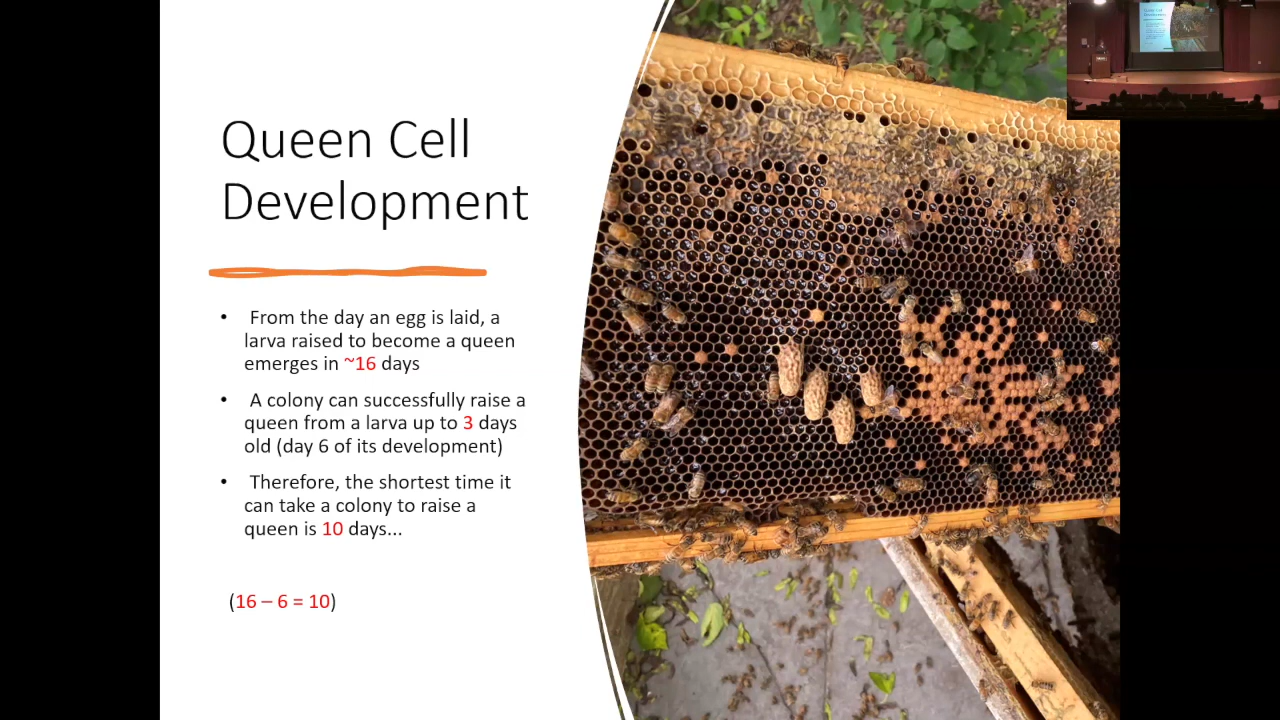 Queen Cell
Development
• From the day an egg is laid, a
larva raised to become a queen
emerges in ~16 days
• A colony can successfully raise a
queen from a larva up to 3 days
old (day 6 of its development)
• Therefore, the shortest time it
can take a colony to raise a
queen is 10 days...
(16 – 6 = 10)